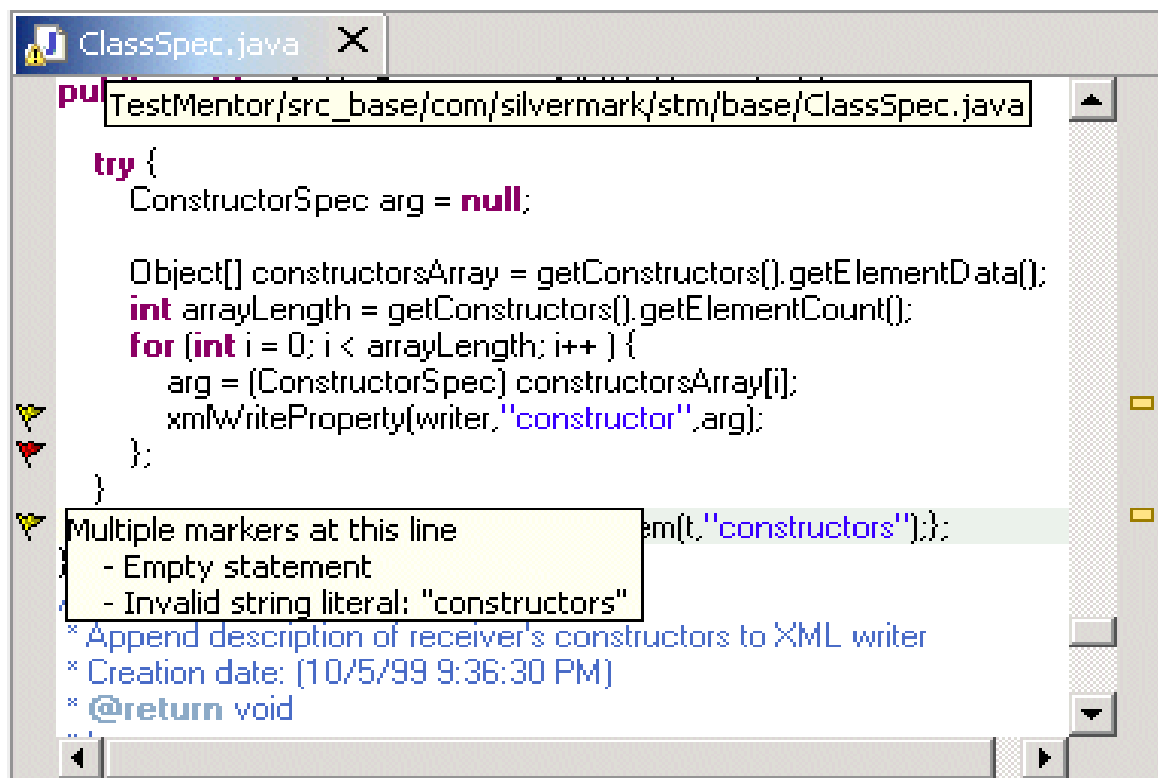 ClassSpec.java
TestMentor/src_base/com/silvermark/stm/base/ClassSpec.java
try {
ConstructorSpec arg = null;
Object[] constructorsArray = getConstructors().getElementData();
int arrayLength = getConstructors().getElementCount();
for (int i = 0; i < arrayLength; i++ ) {
arg = (ConstructorSpec) constructorsArray[i];
xmlWriteProperty(writer,"constructor",arg);
};
}
(t,"constructors");};
Multiple markers at this line
- Empty statement
- Invalid string literal: "constructors"
* Append description of receiver's constructors to XML writer
* Creation date: (10/5/99 9:36:30 PM)
* @return void